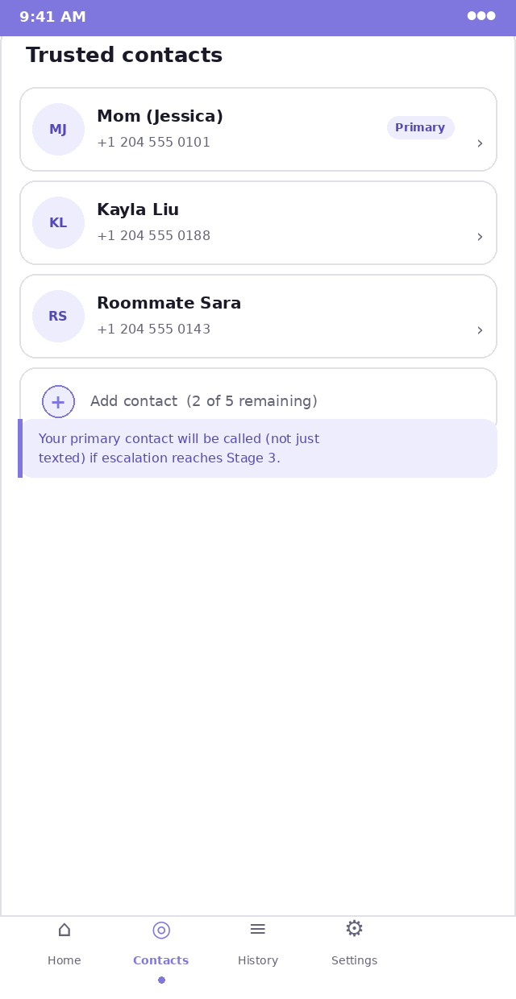 9:41 AM
Trusted contacts
MJ
Mom (Jessica)
+1 204 555 0101
Primary
KL
Kayla Liu
+1 204 555 0188
RS
Roommate Sara
+1 204 555 0143
+ Add contact (2 of 5 remaining)
Your primary contact will be called (not just
texted) if escalation reaches Stage 3.
Home
Contacts
History
Settings